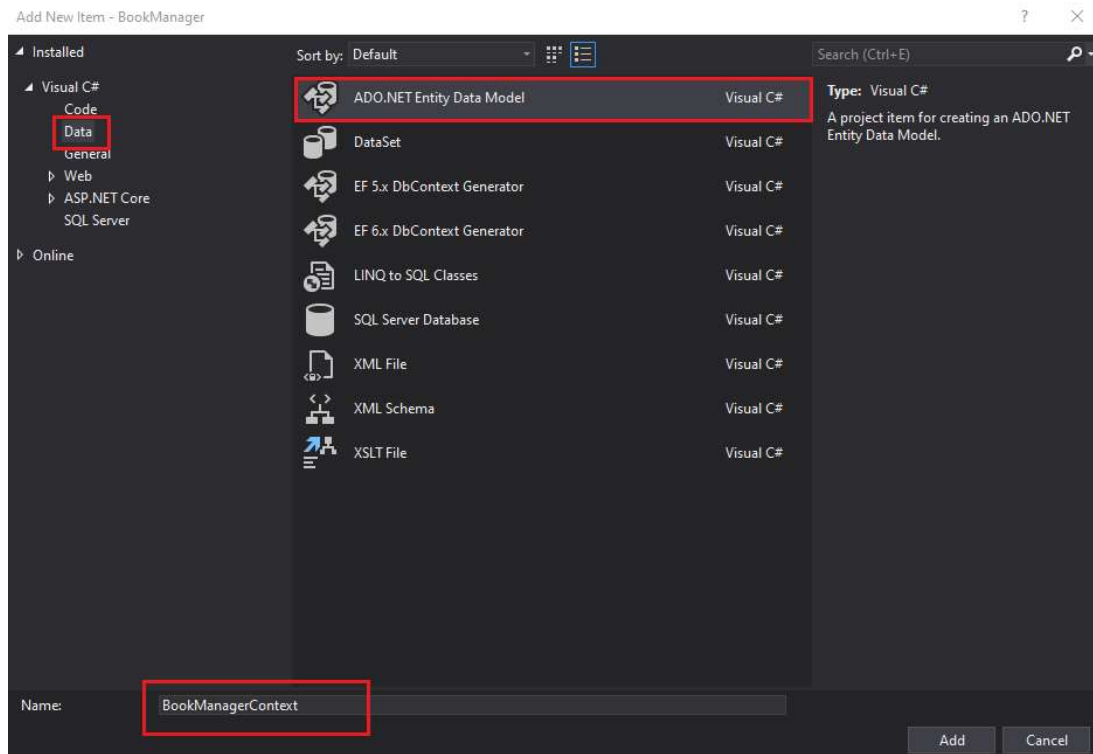 Add New Item - BookManager
?
Installed
Sort by: Default
Search (Ctrl+E)
Visual C#
Code
Data
General
Web
ASP.NET Core
SQL Server
Online
ADO.NET Entity Data Model Visual C#
DataSet Visual C#
EF 5.x DbContext Generator Visual C#
EF 6.x DbContext Generator Visual C#
LINQ to SQL Classes Visual C#
SQL Server Database Visual C#
XML File Visual C#
XML Schema Visual C#
XSLT File Visual C#
Type: Visual C#
A project item for creating an ADO.NET
Entity Data Model.
Name: BookManagerContext
Add Cancel